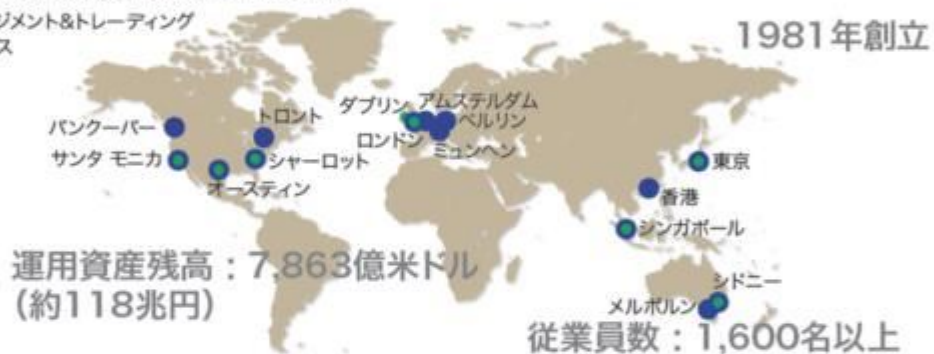 ジメント&トレーディング
ス
1981年創立
バンクーバー
トロント
サンタ モニカ
シャーロット
オースティン
ダブリン
アムステルダム
ベルリン
ロンドン
ミュンヘン
東京
香港
シンガポール
シドニー
メルボルン
運用資産残高：7,863億米ドル
（約118兆円）
従業員数：1,600名以上